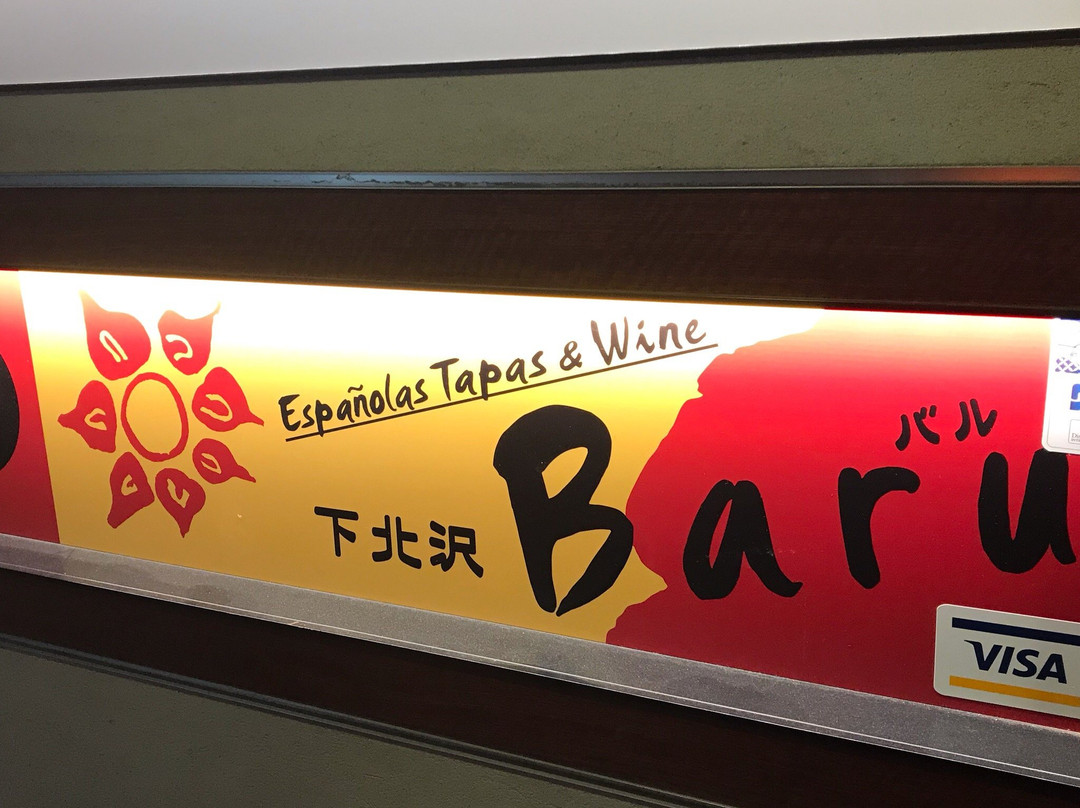 Españolas Tapas & Wine
バル
下北沢 Baru
VISA